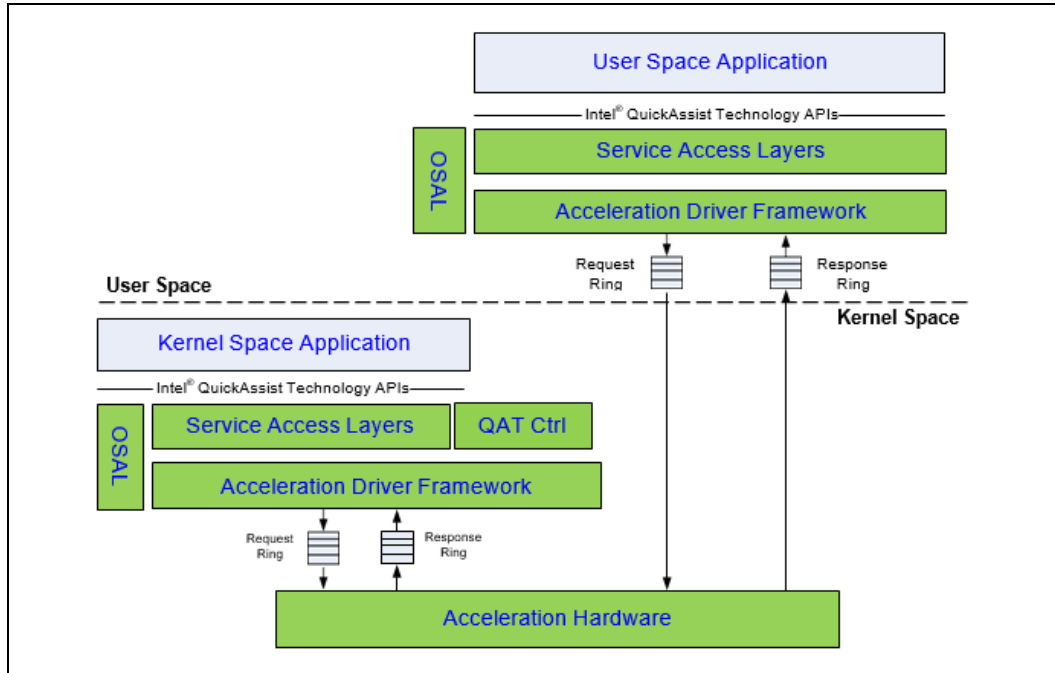 User Space Application
Intel® QuickAssist Technology APIs
OSAL
Service Access Layers
Acceleration Driver Framework
Request
Ring
Response
Ring
User Space
Kernel Space
Kernel Space Application
Intel® QuickAssist Technology APIs
OSAL
Service Access Layers
QAT Ctrl
Acceleration Driver Framework
Request
Ring
Response
Ring
Acceleration Hardware